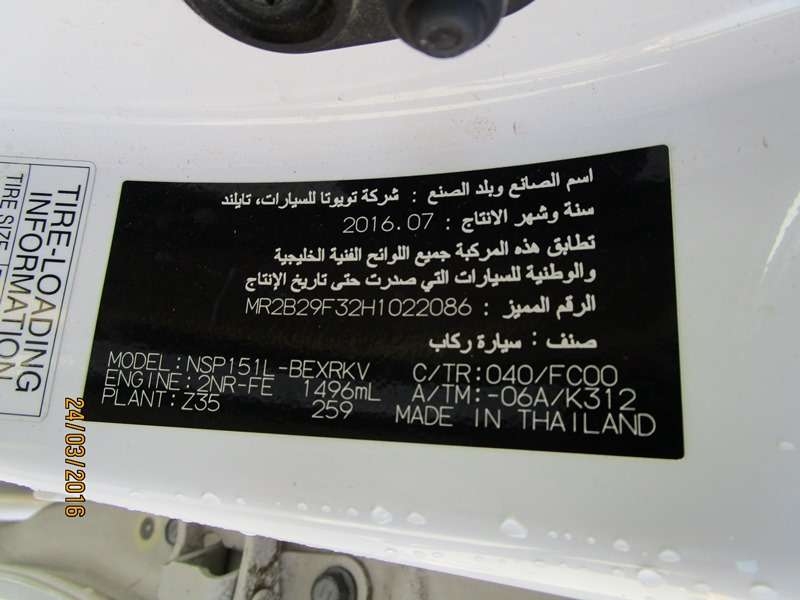 اسم الصانع وبلد الصنع : شركة تويوتا للسيارات، تايلند
سنة وشهر الانتاج : 2016.07
تطابق هذه المركبة جميع اللوائح الفنية الخليجية
والوطنية للسيارات التي صدرت حتى تاريخ الإنتاج
الرقم المميز : MR2B29F32H1022086
صنف : سيارة ركاب
MODEL:NSP151L-BEXRKV C/TR:040/FC00
ENGINE:2NR-FE 1496mL A/TM:-06A/K312
PLANT:Z35 259 MADE IN THAILAND
TIRE-LOADING
INFORMATION
TIRE SIZE
24/03/2016